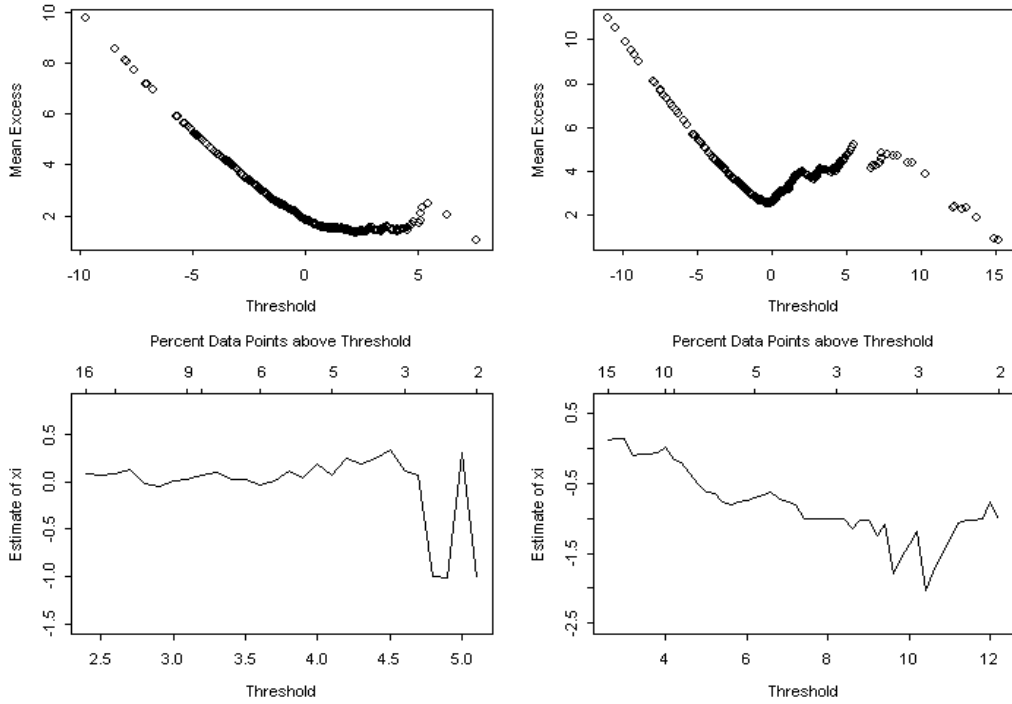 Mean Excess
10
8
6
4
2
-10 -5 0 5
Threshold
Mean Excess
10
8
6
4
2
-10 -5 0 5 10 15
Threshold
Percent Data Points above Threshold
16 9 6 5 3 2
Estimate of xi
0.5
0.0
-0.5
-1.0
-1.5
2.5 3.0 3.5 4.0 4.5 5.0
Threshold
Percent Data Points above Threshold
15 10 5 3 3 2
Estimate of xi
0.5
-0.5
-1.5
-2.5
4 6 8 10 12
Threshold